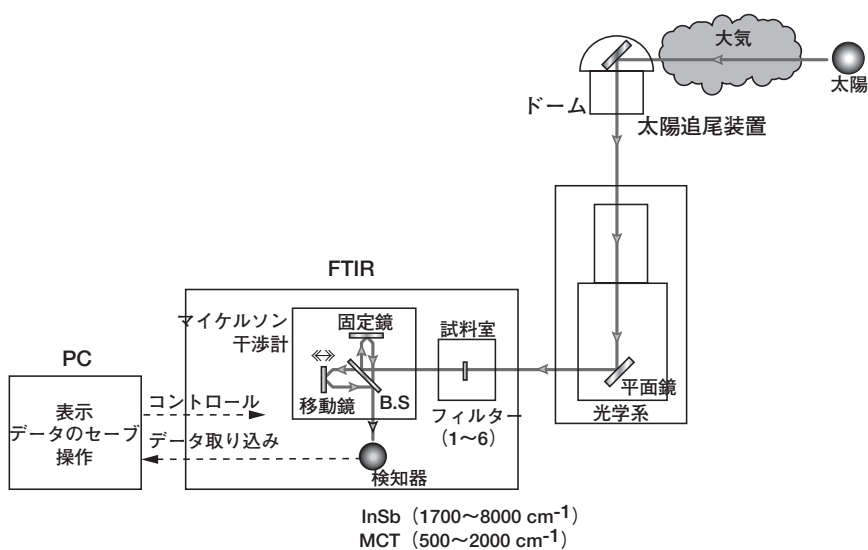 大気
太陽
ドーム
太陽追尾装置
FTIR
マイケルソン
干渉計
固定鏡
試料室
PC
コントロール
移動鏡
B.S
平面鏡
光学系
表示
データのセーブ
操作
データ取り込み
フィルター
(1〜6)
検知器
InSb（1700〜8000 cm⁻¹）
MCT（500〜2000 cm⁻¹）